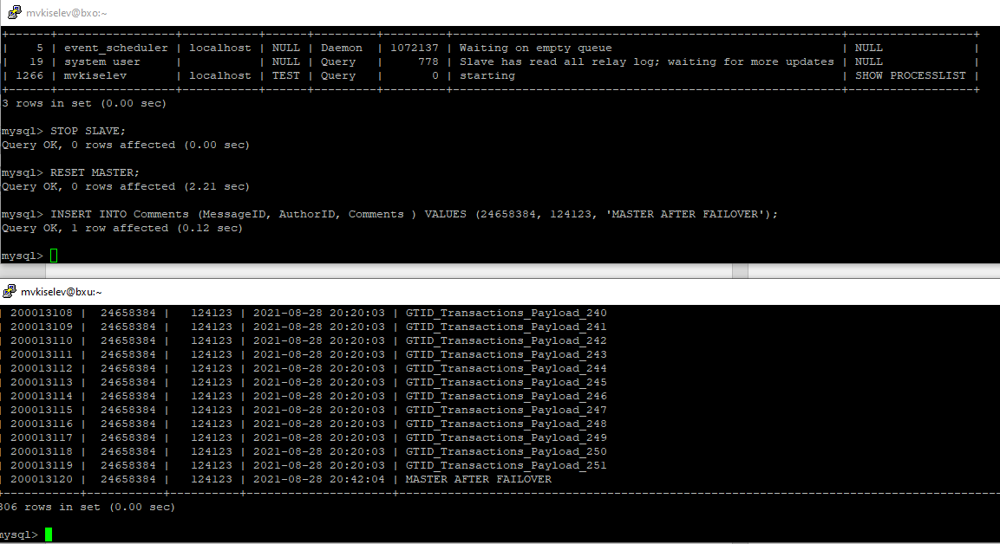 mvkiselev@bxo:~
+------+-----------------+-----------+------+---------+---------+--------------------------------------------------------+------------------+
| 5 | event_scheduler | localhost | NULL | Daemon | 1072137 | Waiting on empty queue | NULL |
| 19 | system user | | NULL | Query | 778 | Slave has read all relay log; waiting for more updates | NULL |
| 1266 | mvkiselev | localhost | TEST | Query | 0 | starting | SHOW PROCESSLIST |
+------+-----------------+-----------+------+---------+---------+--------------------------------------------------------+------------------+
3 rows in set (0.00 sec)
mysql> STOP SLAVE;
Query OK, 0 rows affected (0.00 sec)
mysql> RESET MASTER;
Query OK, 0 rows affected (2.21 sec)
mysql> INSERT INTO Comments (MessageID, AuthorID, Comments ) VALUES (24658384, 124123, 'MASTER AFTER FAILOVER');
Query OK, 1 row affected (0.12 sec)
mysql>
mvkiselev@bxu:~
| 200013108 | 24658384 | 124123 | 2021-08-28 20:20:03 | GTID_Transactions_Payload_240
| 200013109 | 24658384 | 124123 | 2021-08-28 20:20:03 | GTID_Transactions_Payload_241
| 200013110 | 24658384 | 124123 | 2021-08-28 20:20:03 | GTID_Transactions_Payload_242
| 200013111 | 24658384 | 124123 | 2021-08-28 20:20:03 | GTID_Transactions_Payload_243
| 200013112 | 24658384 | 124123 | 2021-08-28 20:20:03 | GTID_Transactions_Payload_244
| 200013113 | 24658384 | 124123 | 2021-08-28 20:20:03 | GTID_Transactions_Payload_245
| 200013114 | 24658384 | 124123 | 2021-08-28 20:20:03 | GTID_Transactions_Payload_246
| 200013115 | 24658384 | 124123 | 2021-08-28 20:20:03 | GTID_Transactions_Payload_247
| 200013116 | 24658384 | 124123 | 2021-08-28 20:20:03 | GTID_Transactions_Payload_248
| 200013117 | 24658384 | 124123 | 2021-08-28 20:20:03 | GTID_Transactions_Payload_249
| 200013118 | 24658384 | 124123 | 2021-08-28 20:20:03 | GTID_Transactions_Payload_250
| 200013119 | 24658384 | 124123 | 2021-08-28 20:20:03 | GTID_Transactions_Payload_251
| 200013120 | 24658384 | 124123 | 2021-08-28 20:42:04 | MASTER AFTER FAILOVER
+-----------+-----------+----------+---------------------+--------------------------------------------------------------------------------------
306 rows in set (0.00 sec)
mysql>